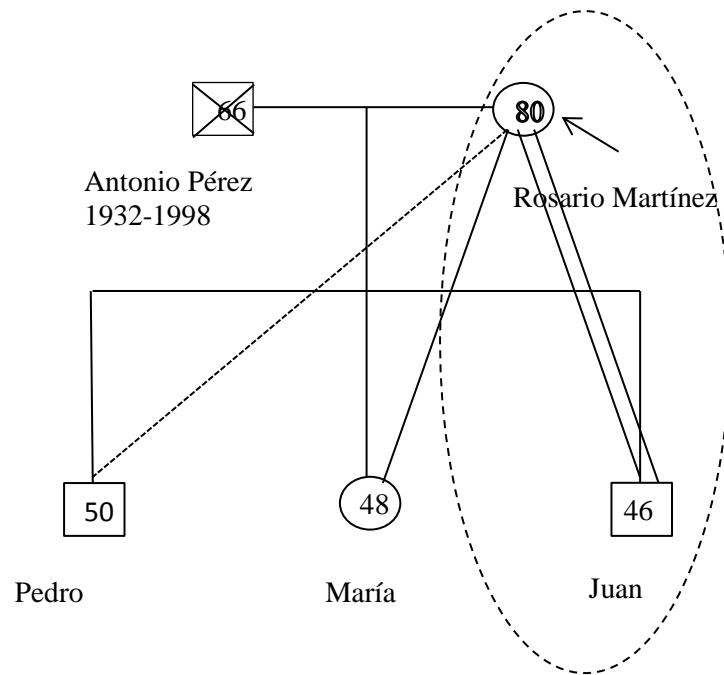 66
80
Antonio Pérez
1932-1998
Rosario Martínez
50
48
46
Pedro
María
Juan